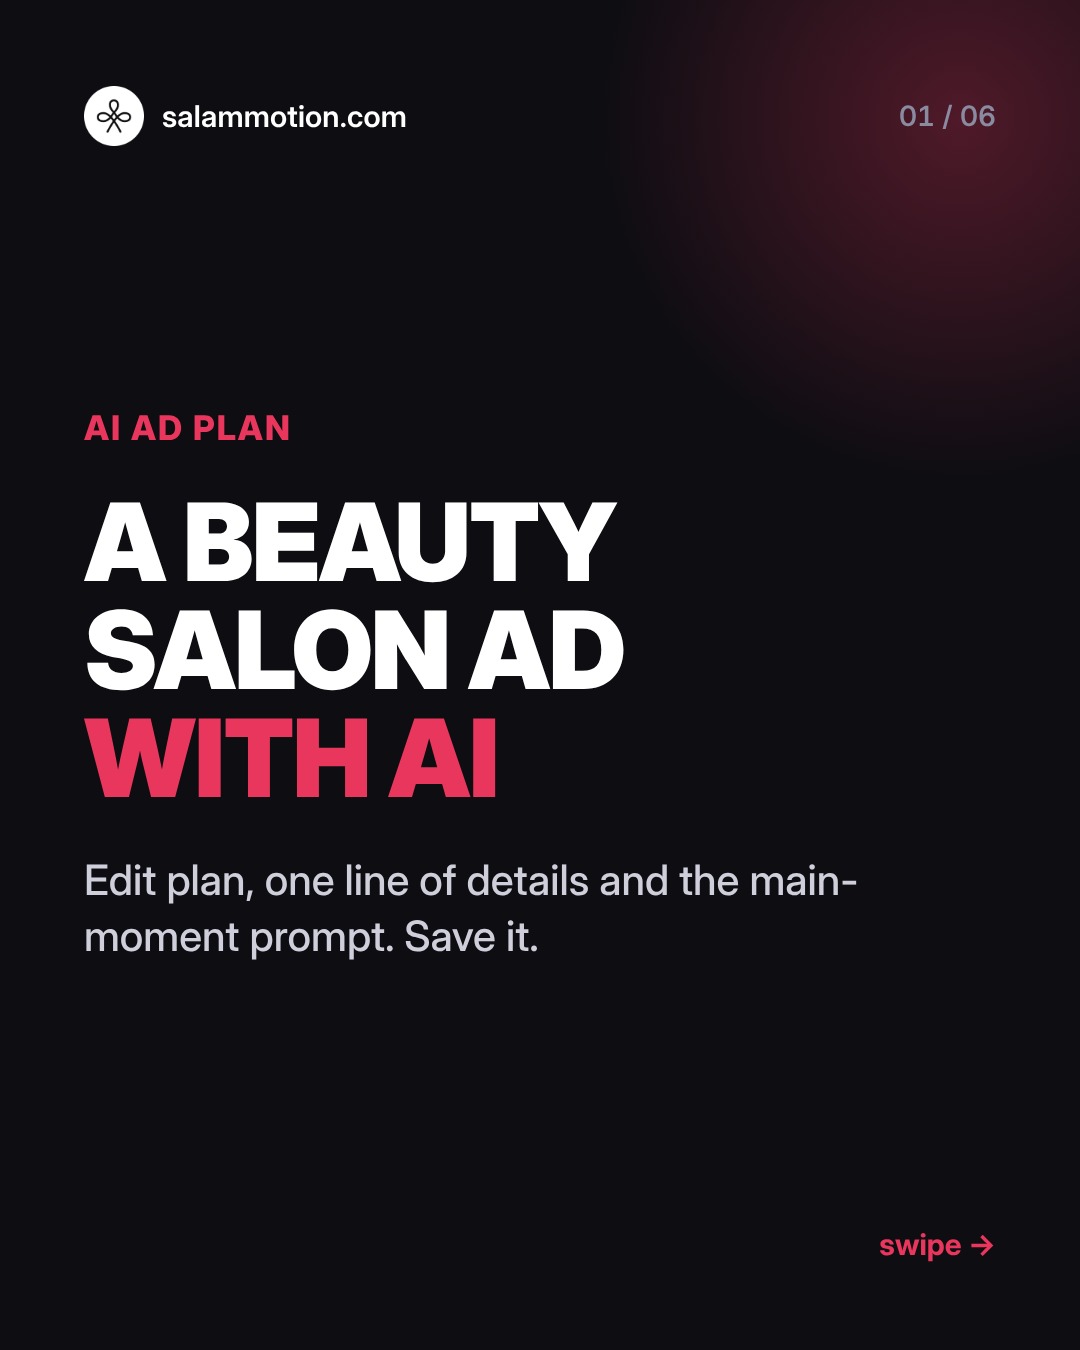 salammotion.com
01 / 06
AI AD PLAN
A BEAUTY
SALON AD
WITH AI
Edit plan, one line of details and the main-
moment prompt. Save it.
swipe →